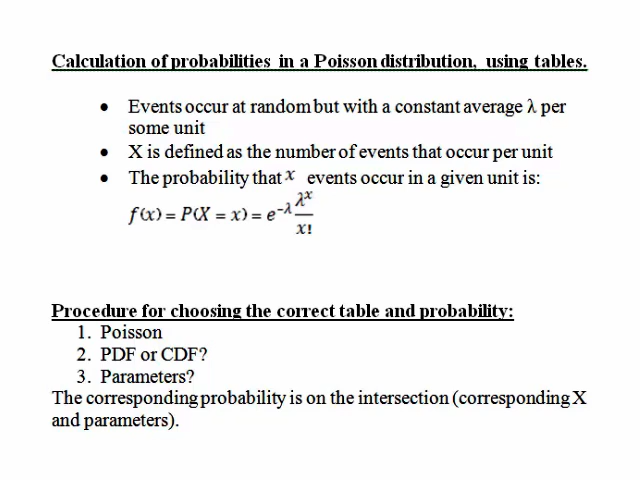 Calculation of probabilities in a Poisson distribution, using tables.
• Events occur at random but with a constant average λ per
some unit
• X is defined as the number of events that occur per unit
• The probability that x events occur in a given unit is:
f(x) = P(X = x) = e^{-λ} λ^x / x!
Procedure for choosing the correct table and probability:
1. Poisson
2. PDF or CDF?
3. Parameters?
The corresponding probability is on the intersection (corresponding X
and parameters).